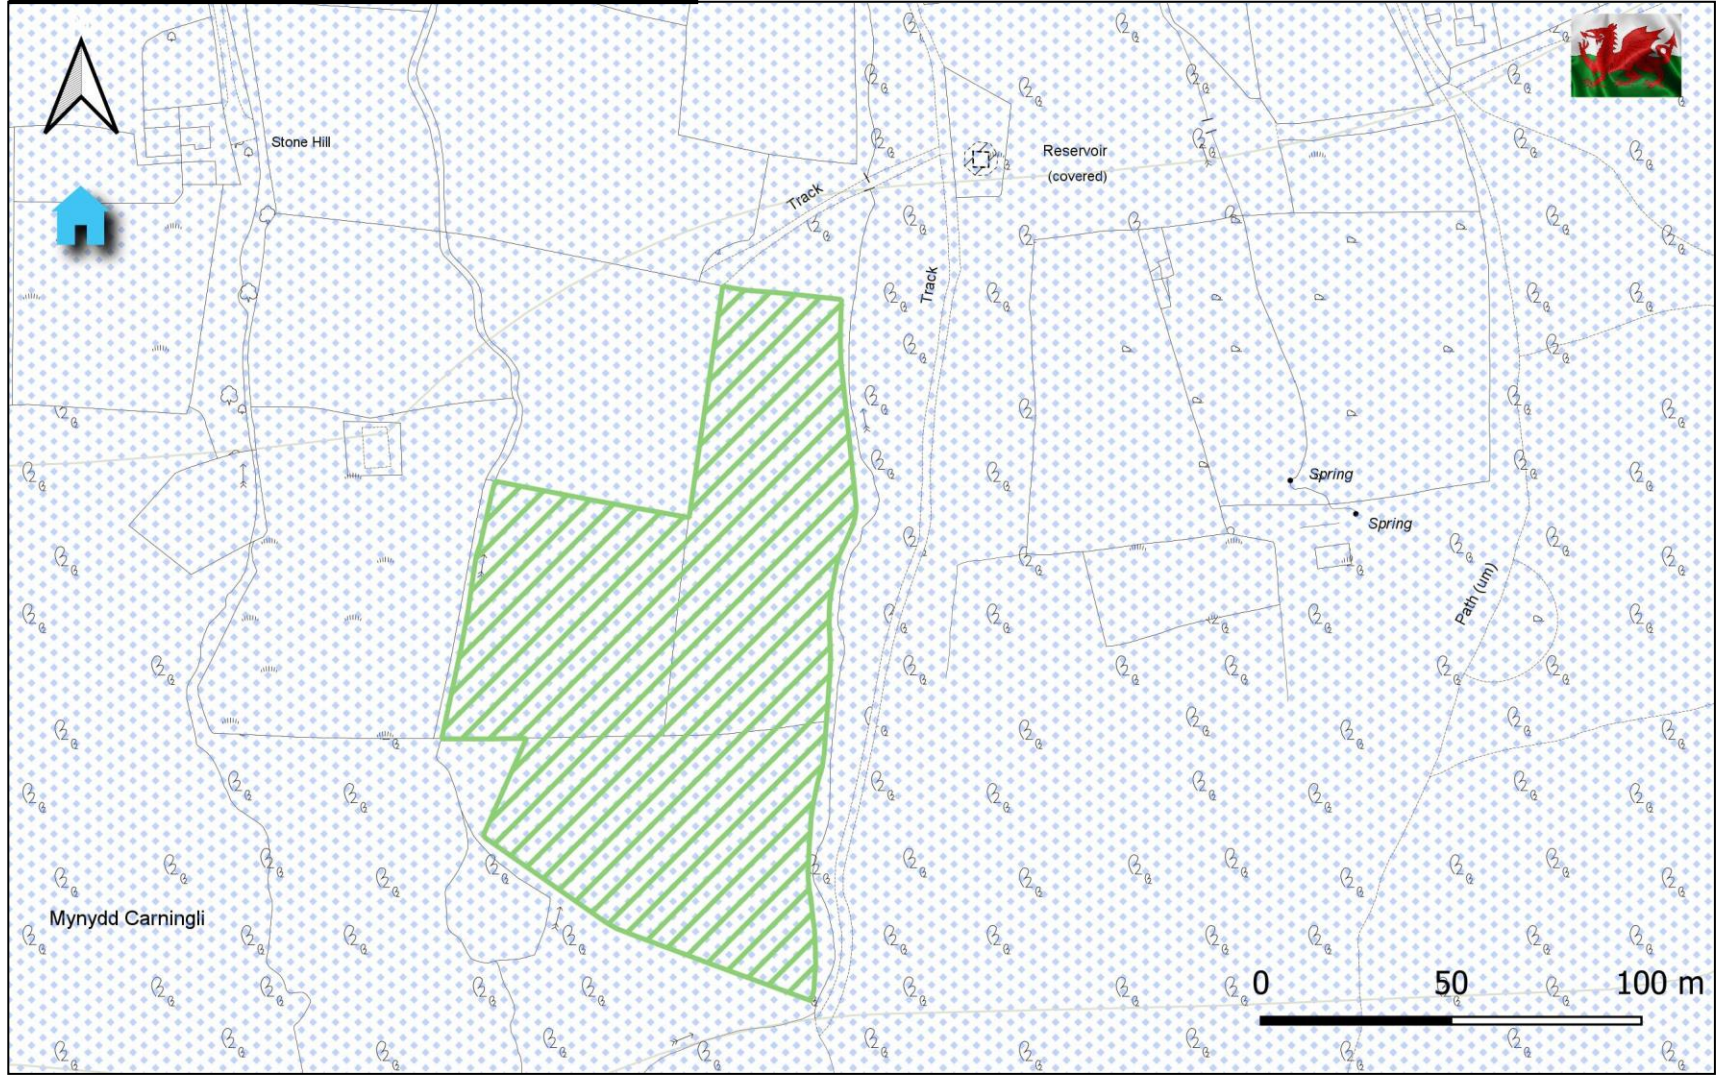 Stone Hill
Reservoir
(covered)
Track
Track
Spring
Spring
Path (um)
Mynydd Carningli
0 50 100 m